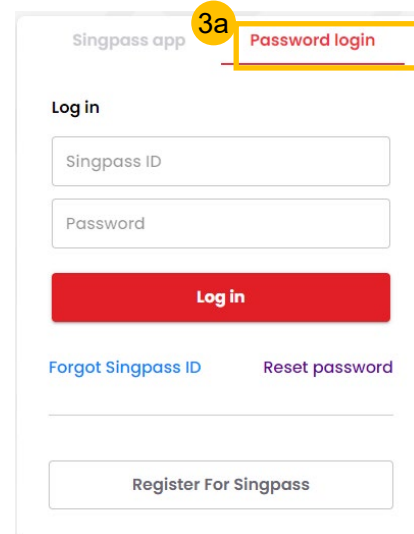 3a
Singpass app Password login
Log in
Singpass ID
Password
Log in
Forgot Singpass ID Reset password
Register For Singpass